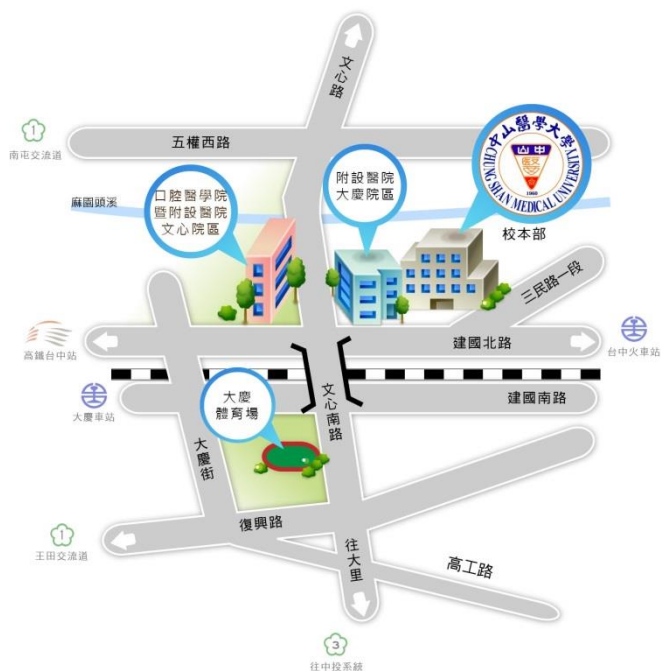 文心路
五權西路
1
南屯交流道
中山醫學大學
CHUNG SHAN MEDICAL UNIVERSITY
1960
口腔醫學院
暨附設醫院
文心院區
附設醫院
大慶院區
麻園頭溪
校本部
三民路一段
高鐵台中站
建國北路
台中火車站
大慶車站
大慶
體育場
文心南路
建國南路
大慶街
復興路
1
王田交流道
往大里
高工路
3
往中投系統